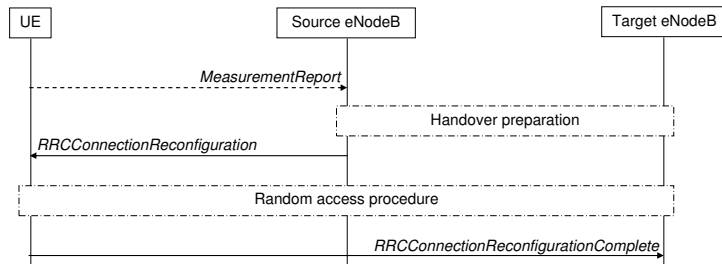 UE
Source eNodeB
Target eNodeB
MeasurementReport
Handover preparation
RRCConnectionReconfiguration
Random access procedure
RRCConnectionReconfigurationComplete